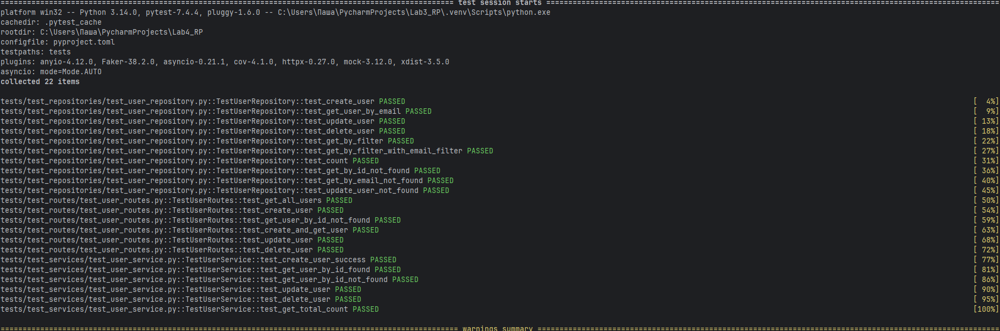 ============================= test session starts =============================
platform win32 -- Python 3.14.0, pytest-7.4.4, pluggy-1.6.0 -- C:\Users\Паша\PycharmProjects\Lab3_RP\.venv\Scripts\python.exe
cachedir: .pytest_cache
rootdir: C:\Users\Паша\PycharmProjects\Lab4_RP
configfile: pyproject.toml
testpaths: tests
plugins: anyio-4.12.0, Faker-38.2.0, asyncio-0.21.1, cov-4.1.0, httpx-0.27.0, mock-3.12.0, xdist-3.5.0
asyncio: mode=Mode.AUTO
collected 22 items
tests/test_repositories/test_user_repository.py::TestUserRepository::test_create_user PASSED [  4%]
tests/test_repositories/test_user_repository.py::TestUserRepository::test_get_user_by_email PASSED [  9%]
tests/test_repositories/test_user_repository.py::TestUserRepository::test_update_user PASSED [ 13%]
tests/test_repositories/test_user_repository.py::TestUserRepository::test_delete_user PASSED [ 18%]
tests/test_repositories/test_user_repository.py::TestUserRepository::test_get_by_filter PASSED [ 22%]
tests/test_repositories/test_user_repository.py::TestUserRepository::test_get_by_filter_with_email_filter PASSED [ 27%]
tests/test_repositories/test_user_repository.py::TestUserRepository::test_count PASSED [ 31%]
tests/test_repositories/test_user_repository.py::TestUserRepository::test_get_by_id_not_found PASSED [ 36%]
tests/test_repositories/test_user_repository.py::TestUserRepository::test_get_by_email_not_found PASSED [ 40%]
tests/test_repositories/test_user_repository.py::TestUserRepository::test_update_user_not_found PASSED [ 45%]
tests/test_routes/test_user_routes.py::TestUserRoutes::test_get_all_users PASSED [ 50%]
tests/test_routes/test_user_routes.py::TestUserRoutes::test_create_user PASSED [ 54%]
tests/test_routes/test_user_routes.py::TestUserRoutes::test_get_user_by_id_not_found PASSED [ 59%]
tests/test_routes/test_user_routes.py::TestUserRoutes::test_create_and_get_user PASSED [ 63%]
tests/test_routes/test_user_routes.py::TestUserRoutes::test_update_user PASSED [ 68%]
tests/test_routes/test_user_routes.py::TestUserRoutes::test_delete_user PASSED [ 72%]
tests/test_services/test_user_service.py::TestUserService::test_create_user_success PASSED [ 77%]
tests/test_services/test_user_service.py::TestUserService::test_get_user_by_id_found PASSED [ 81%]
tests/test_services/test_user_service.py::TestUserService::test_get_user_by_id_not_found PASSED [ 86%]
tests/test_services/test_user_service.py::TestUserService::test_update_user PASSED [ 90%]
tests/test_services/test_user_service.py::TestUserService::test_delete_user PASSED [ 95%]
tests/test_services/test_user_service.py::TestUserService::test_get_total_count PASSED [100%]
============================= warnings summary =============================